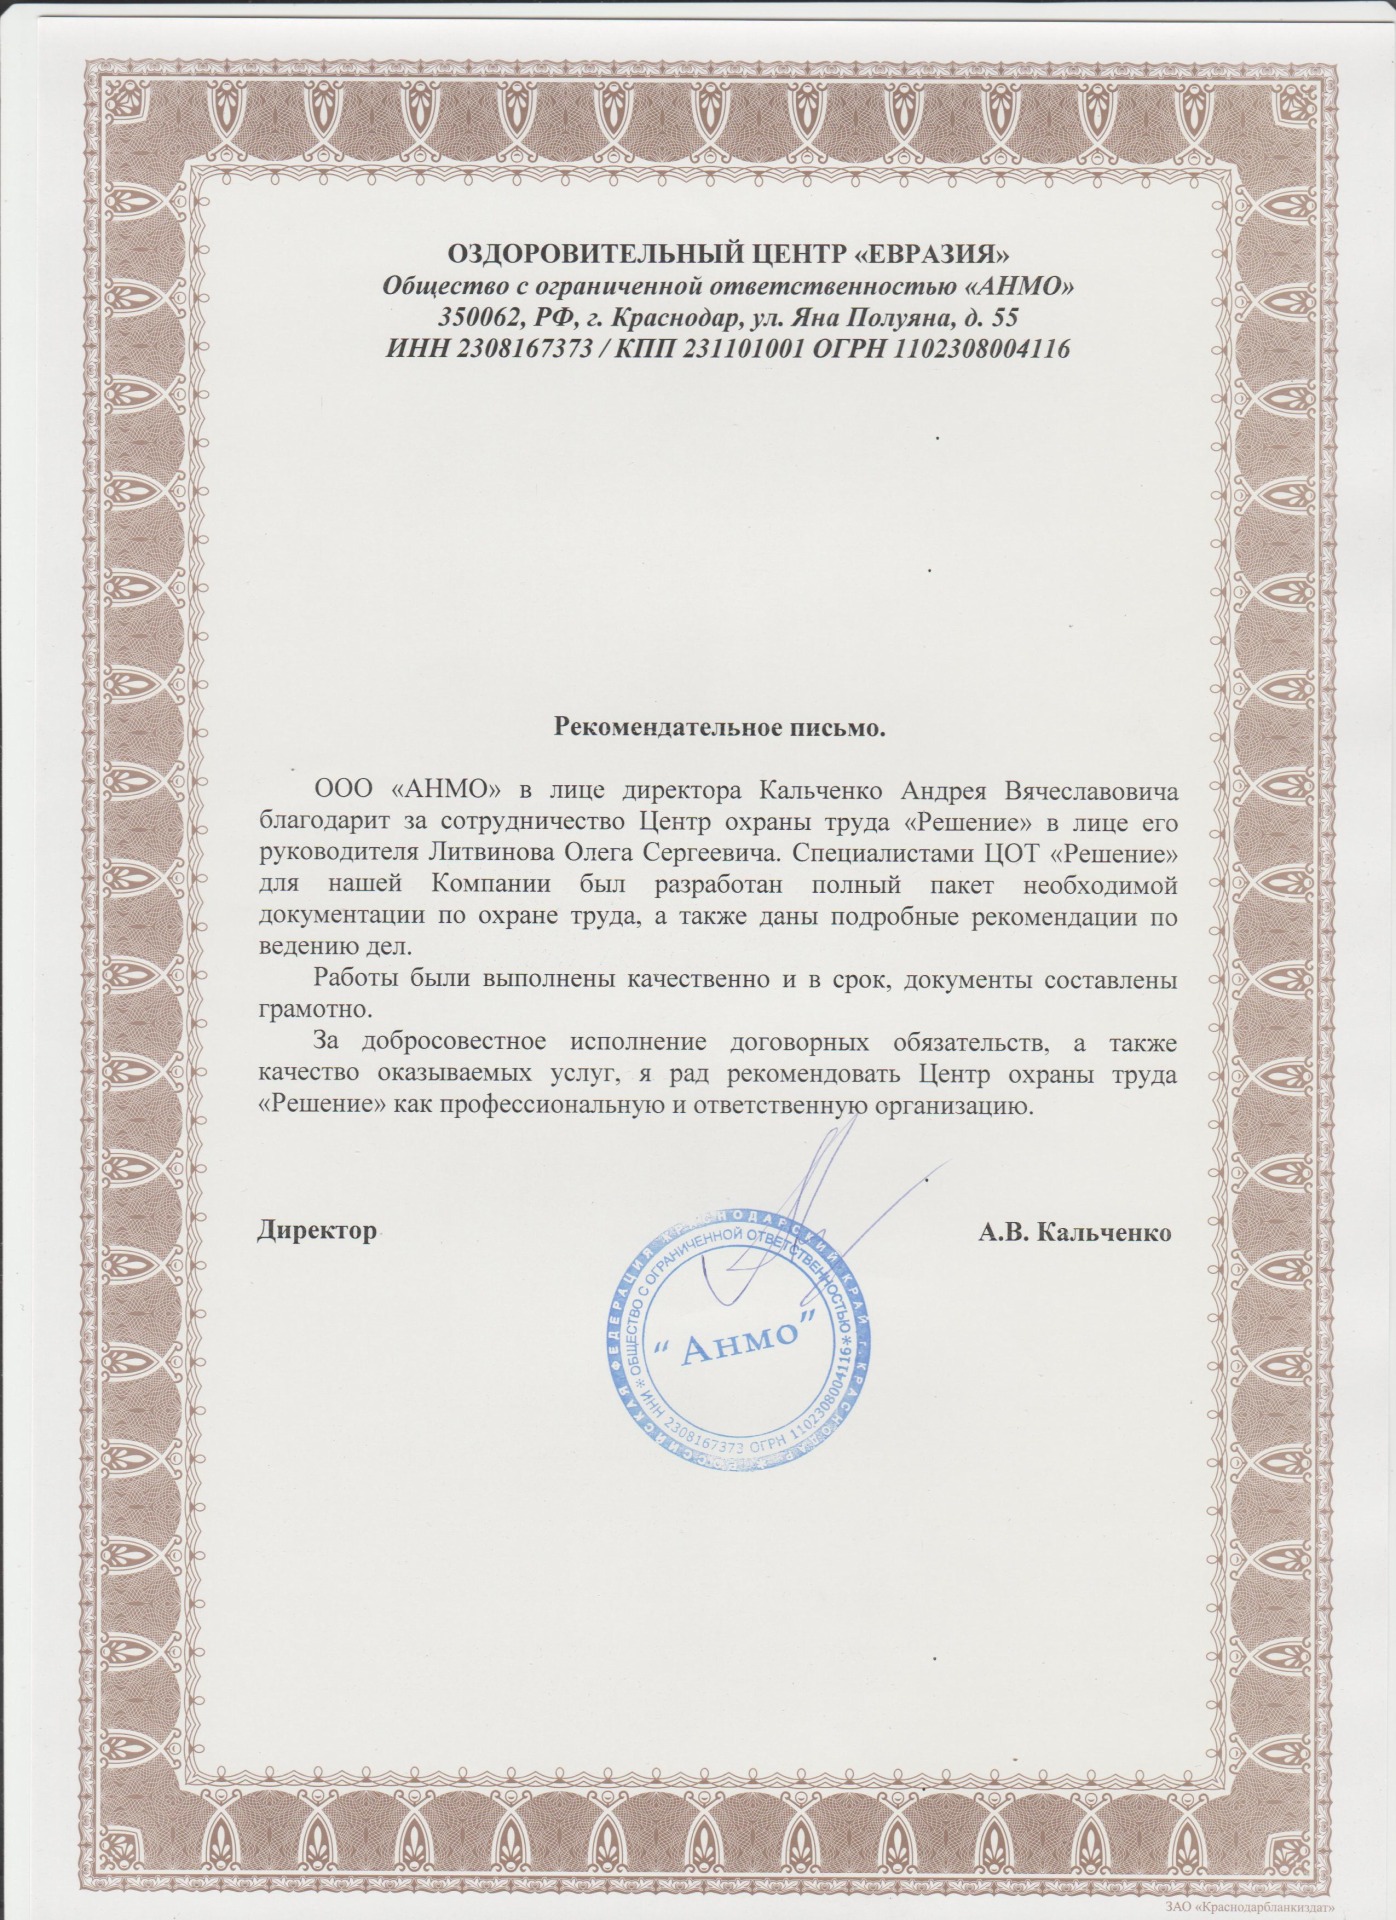 ОЗДОРОВИТЕЛЬНЫЙ ЦЕНТР «ЕВРАЗИЯ»
Общество с ограниченной ответственностью «АНМО»
350062, РФ, г. Краснодар, ул. Яна Полуяна, д. 55
ИНН 2308167373 / КПП 231101001 ОГРН 1102308004116
Рекомендательное письмо.
ООО «АНМО» в лице директора Кальченко Андрея Вячеславовича
благодарит за сотрудничество Центр охраны труда «Решение» в лице его
руководителя Литвинова Олега Сергеевича. Специалистами ЦОТ «Решение»
для нашей Компании был разработан полный пакет необходимой
документации по охране труда, а также даны подробные рекомендации по
ведению дел.
Работы были выполнены качественно и в срок, документы составлены
грамотно.
За добросовестное исполнение договорных обязательств, а также
качество оказываемых услуг, я рад рекомендовать Центр охраны труда
«Решение» как профессиональную и ответственную организацию.
Директор
А.В. Кальченко
РОССИЙСКАЯ ФЕДЕРАЦИЯ КРАСНОДАРСКИЙ КРАЙ г. КРАСНОДАР
ОБЩЕСТВО С ОГРАНИЧЕННОЙ ОТВЕТСТВЕННОСТЬЮ
* ИНН 2308167373 ОГРН 1102308004116 *
“Анмо”
ЗАО «Краснодарбланкиздат»